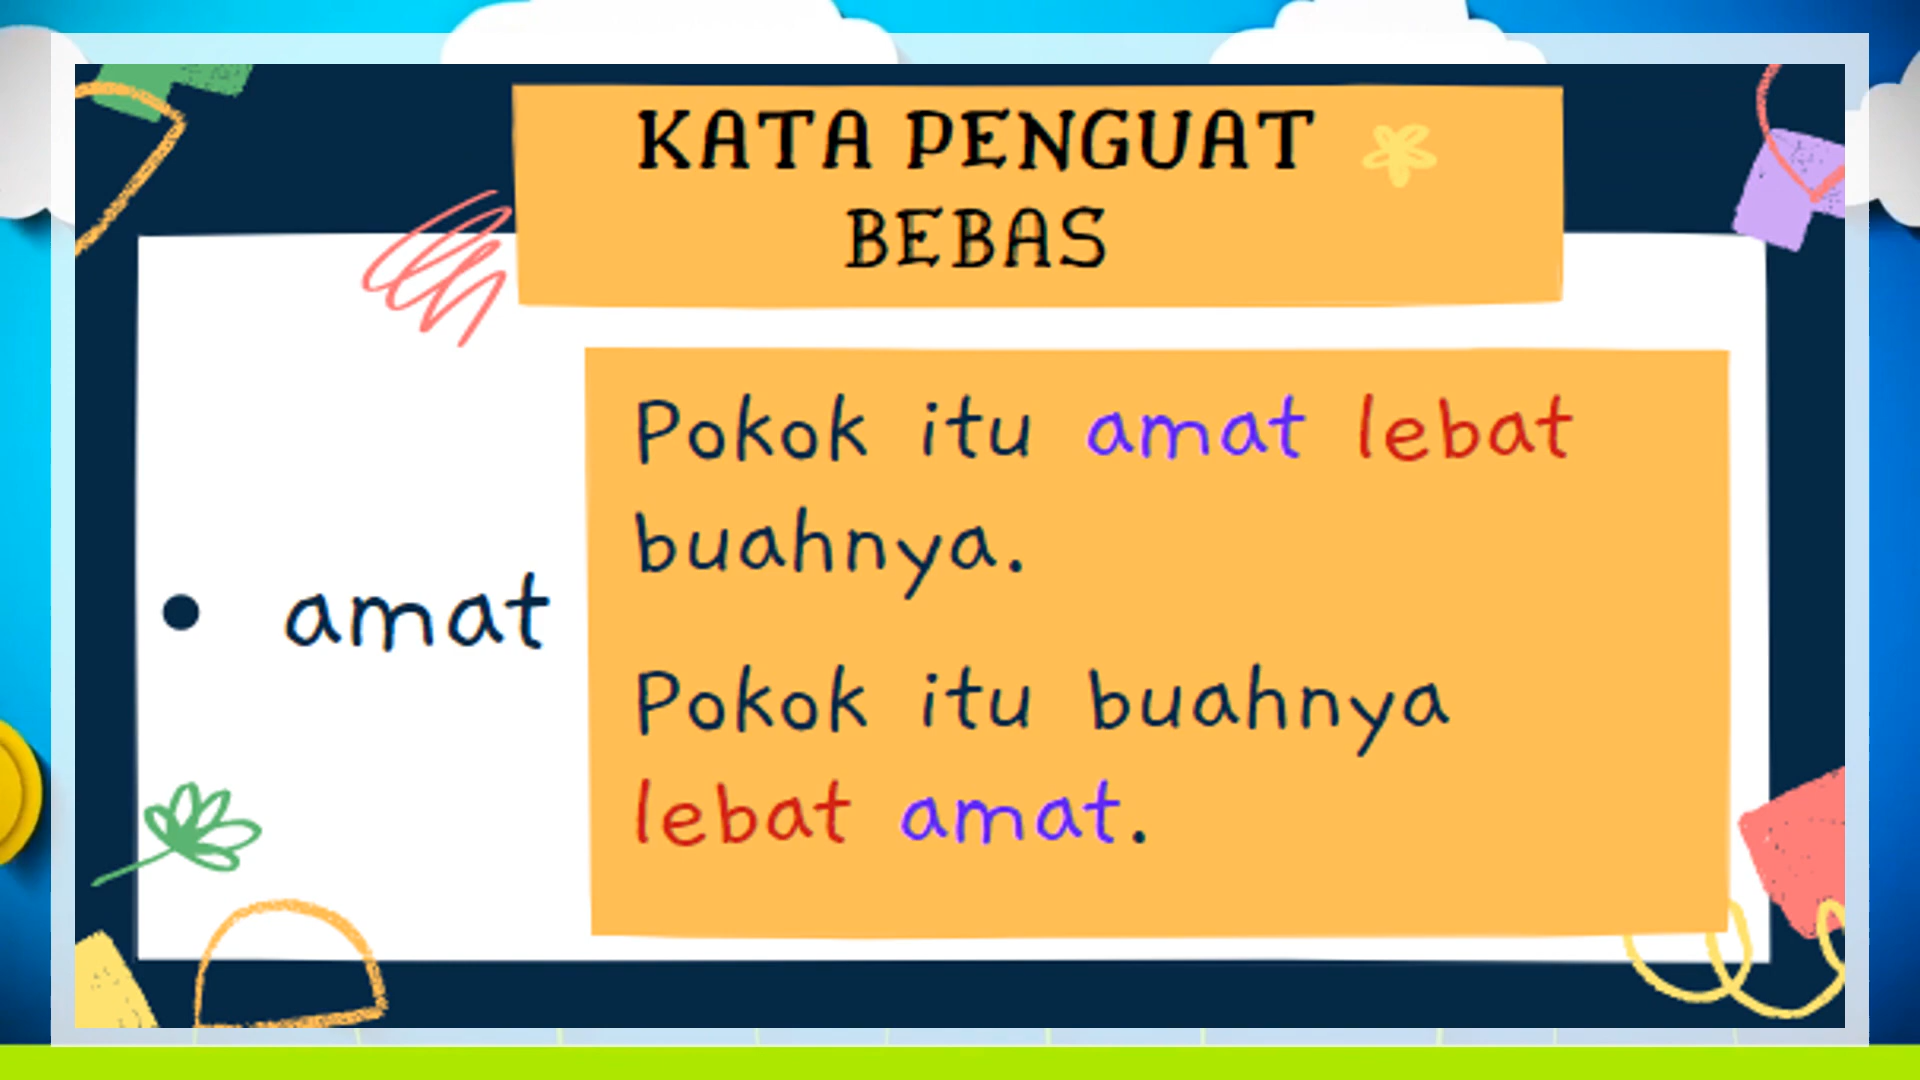 KATA PENGUAT
BEBAS
• amat
Pokok itu amat lebat
buahnya.
Pokok itu buahnya
lebat amat.